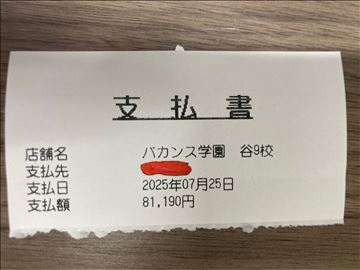 支払書
店舗名 バカンス学園 谷9校
支払先
支払日 2025年07月25日
支払額 81,190円